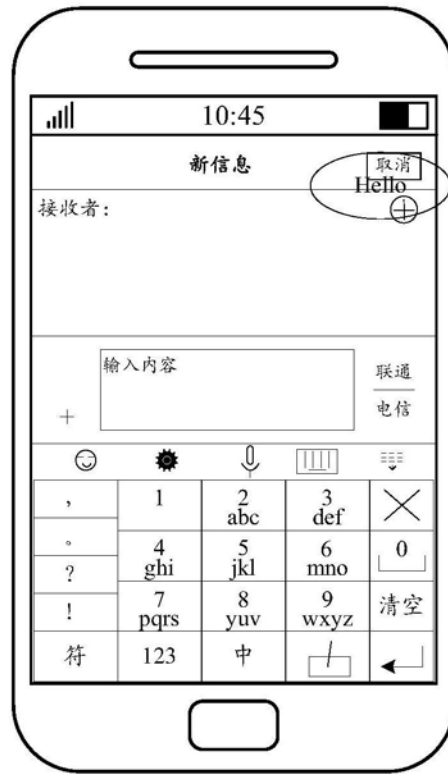 10:45
新信息
取消
Hello
接收者：
输入内容
联通
电信
+
,
1
2
3
abc
def
。
4
5
6
0
ghi
jkl
mno
?
7
8
9
清空
pqrs
yuv
wxyz
!
符
123
中